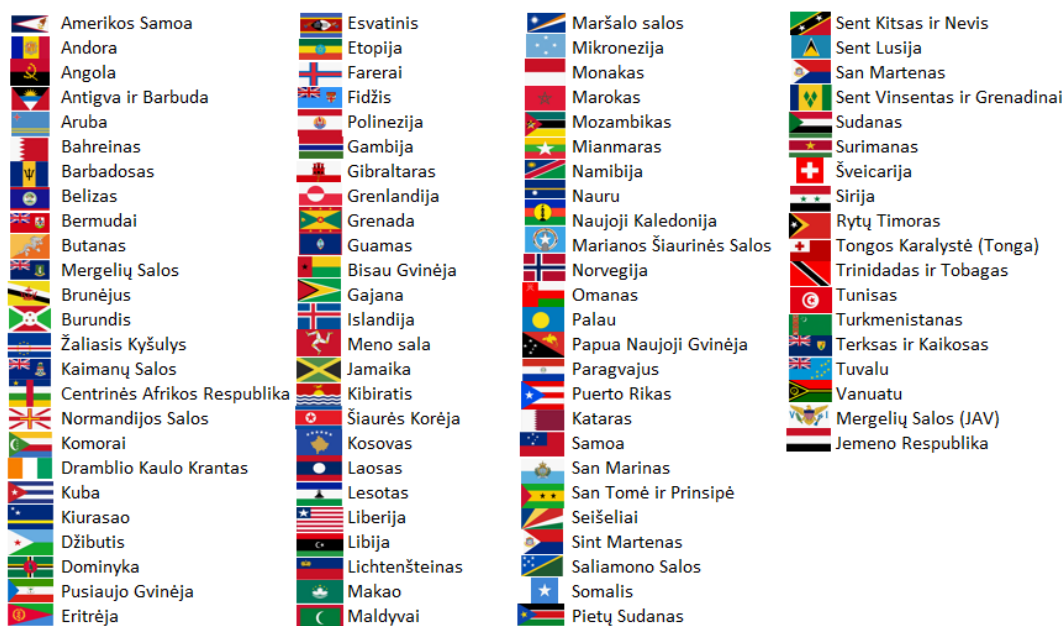 Amerikos Samoa
Andora
Angola
Antigva ir Barbuda
Aruba
Bahreinas
Barbadosas
Belizas
Bermudai
Butanas
Mergelių Salos
Brunėjus
Burundis
Žaliasis Kyšulys
Kaimanų Salos
Centrinės Afrikos Respublika
Normandijos Salos
Komorai
Dramblio Kaulo Krantas
Kuba
Kiurasao
Džibutis
Dominyka
Pusiaujo Gvinėja
Eritrėja
Esvatinis
Etopija
Farerai
Fidžis
Polinezija
Gambija
Gibraltaras
Grenlandija
Grenada
Guamas
Bisau Gvinėja
Gajana
Islandija
Meno sala
Jamaika
Kibiratis
Šiaurės Korėja
Kosovas
Laosas
Lesotas
Liberija
Libija
Lichtenšteinas
Makao
Maldyvai
Maršalo salos
Mikronezija
Monakas
Marokas
Mozambikas
Mianmaras
Namibija
Nauru
Naujoji Kaledonija
Marianos Šiaurinės Salos
Norvegija
Omanas
Palau
Papua Naujoji Gvinėja
Paragvajus
Puerto Rikas
Kataras
Samoa
San Marinas
San Tomė ir Prinsipė
Seišeliai
Sint Martenas
Saliamono Salos
Somalis
Pietų Sudanas
Sent Kitsas ir Nevis
Sent Lusija
San Martenas
Sent Vinsentas ir Grenadinai
Sudanas
Surimanas
Šveicarija
Sirija
Rytų Timoras
Tongos Karalystė (Tonga)
Trinidadas ir Tobagas
Tunisas
Turkmenistanas
Terksas ir Kaikosas
Tuvalu
Vanuatu
Mergelių Salos (JAV)
Jemeno Respublika